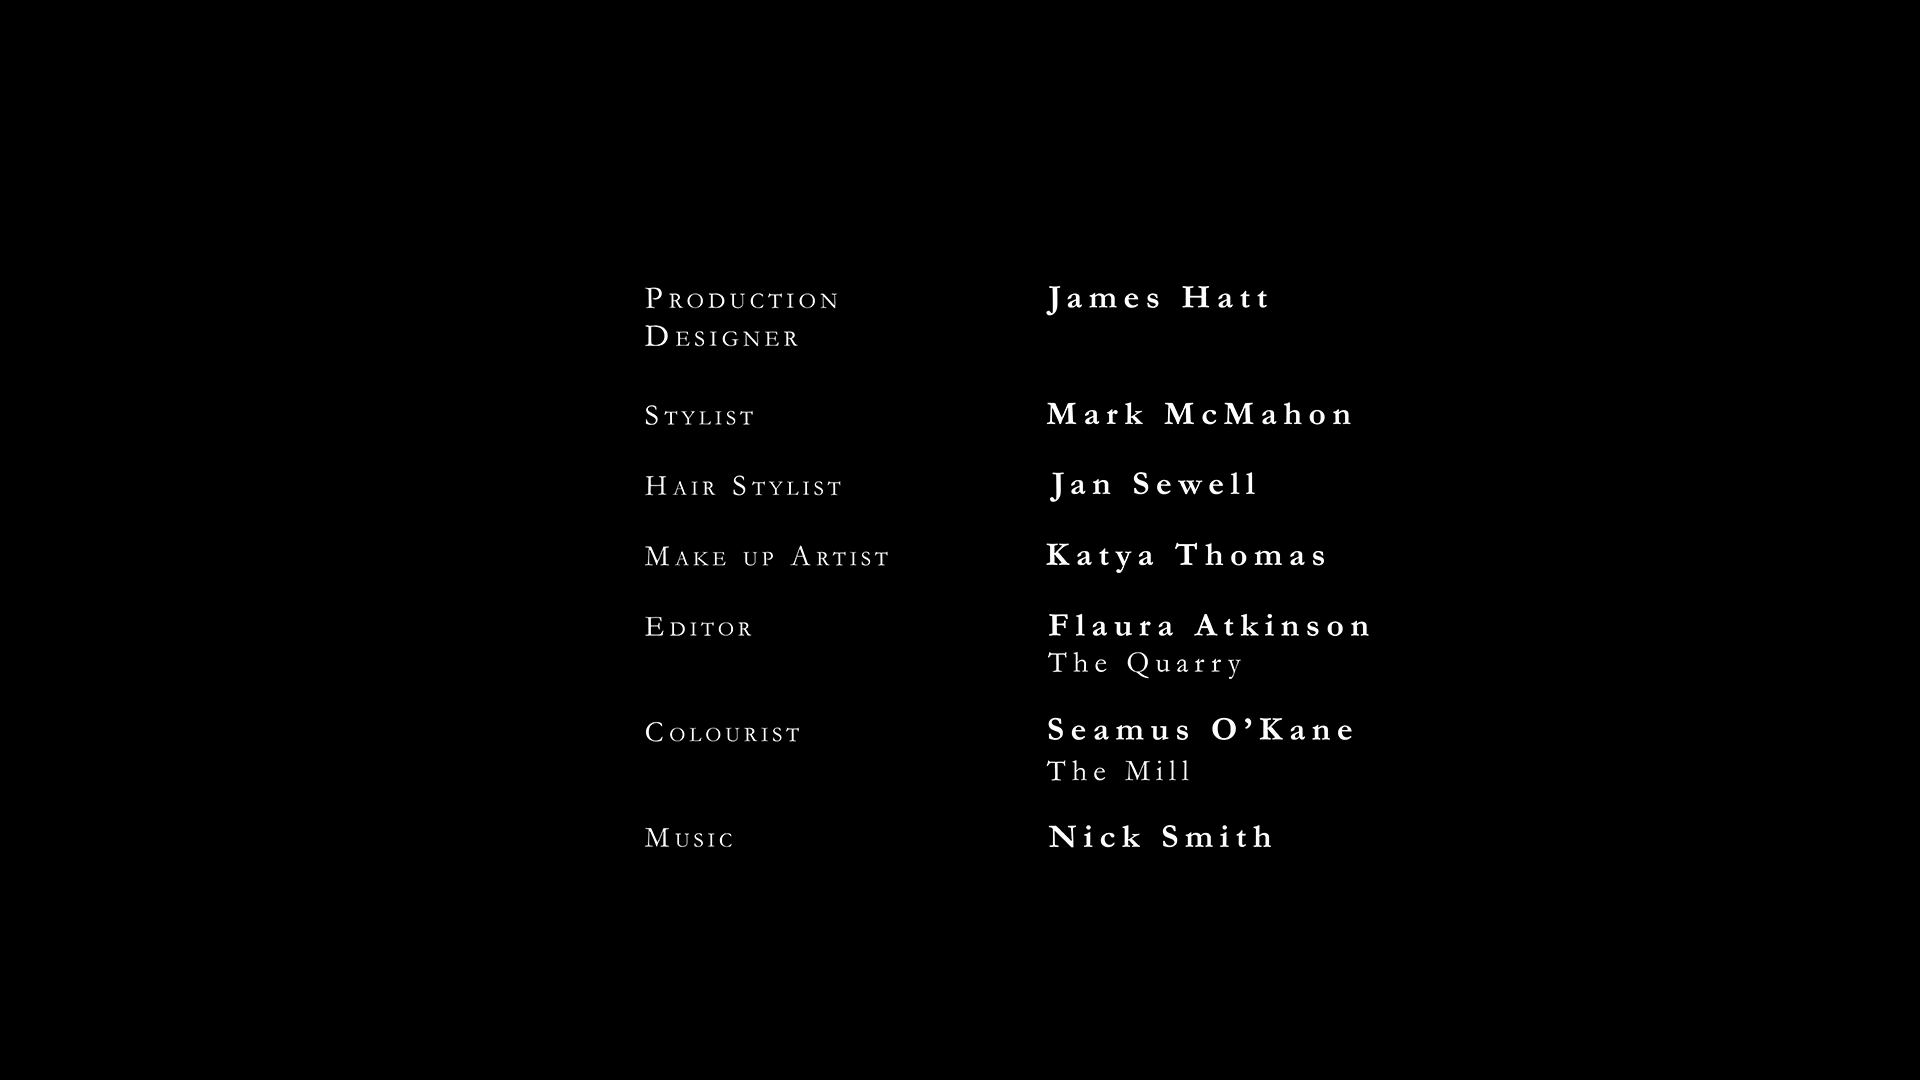 Production James Hatt
Designer
Stylist Mark McMahon
Hair Stylist Jan Sewell
Make up Artist Katya Thomas
Editor Flaura Atkinson
The Quarry
Colourist Seamus O’Kane
The Mill
Music Nick Smith